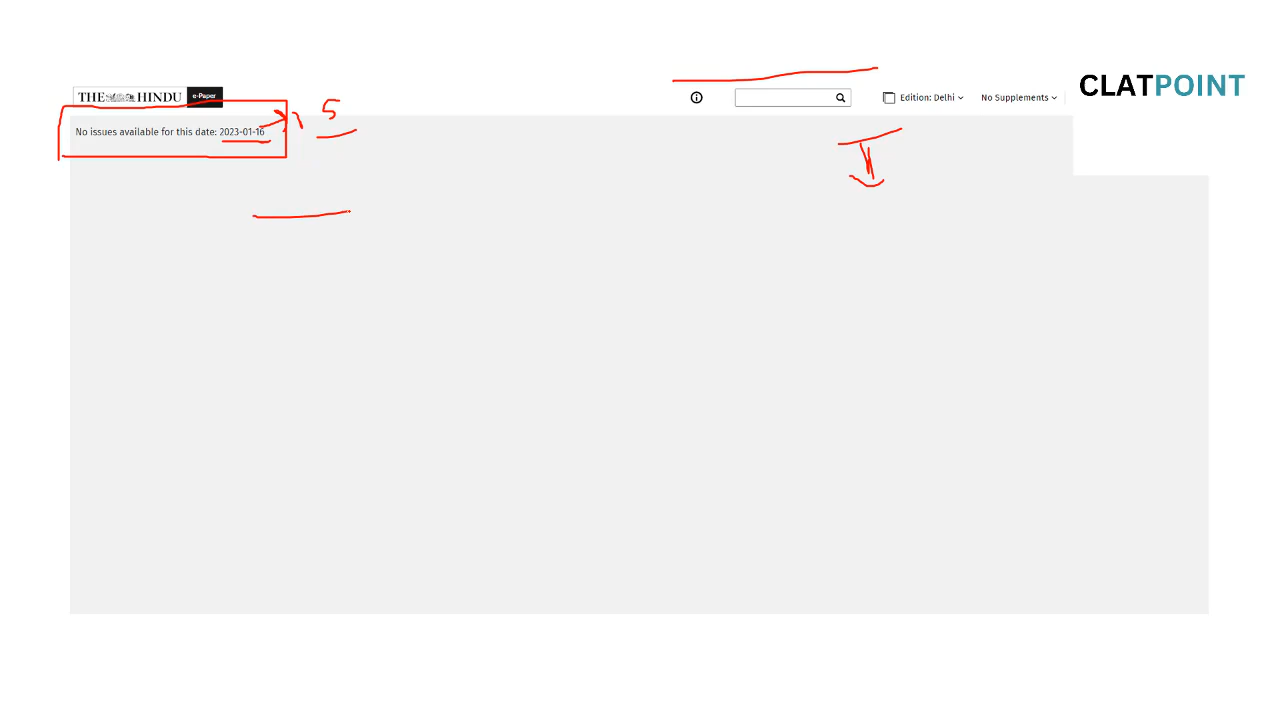 CLATPOINT
THE HINDU e-Paper
Edition: Delhi No Supplements
No issues available for this date: 2023-01-16
5